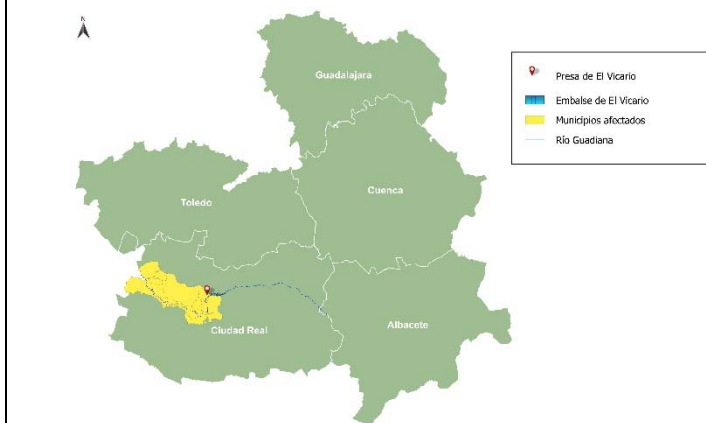 N
Guadalajara
Cuenca
Toledo
Ciudad Real
Albacete
Presa de El Vicario
Embalse de El Vicario
Municipios afectados
Río Guadiana